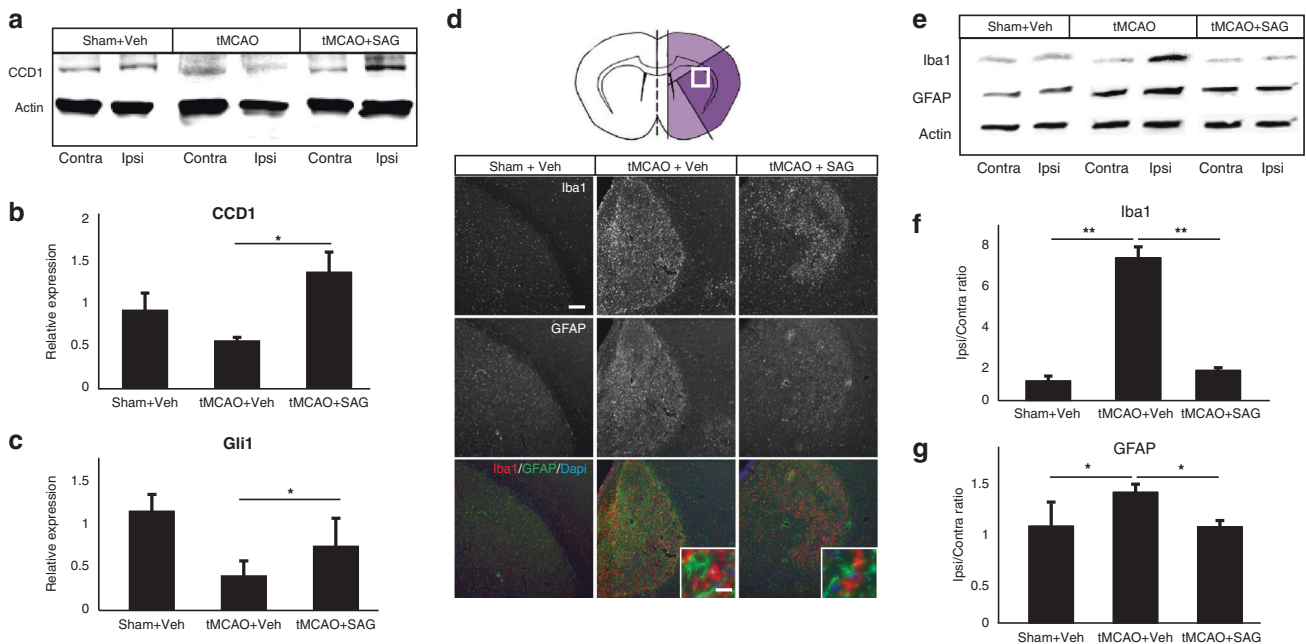 a
Sham+Veh tMCAO tMCAO+SAG
CCD1
Actin
Contra Ipsi Contra Ipsi Contra Ipsi
b
CCD1
Relative expression
2
1.5
1
0.5
0
*
Sham+Veh tMCAO+Veh tMCAO+SAG
c
Gli1
Relative expression
1.5
1
0.5
0
*
Sham+Veh tMCAO+Veh tMCAO+SAG
d
Sham + Veh tMCAO + Veh tMCAO + SAG
Iba1
GFAP
Iba1/GFAP/Dapi
e
Sham+Veh tMCAO tMCAO+SAG
Iba1
GFAP
Actin
Contra Ipsi Contra Ipsi Contra Ipsi
f
Iba1
Ipsi/Contra ratio
8
6
4
2
0
** **
Sham+Veh tMCAO+Veh tMCAO+SAG
g
GFAP
Ipsi/Contra ratio
1.5
1
0.5
0
* *
Sham+Veh tMCAO+Veh tMCAO+SAG